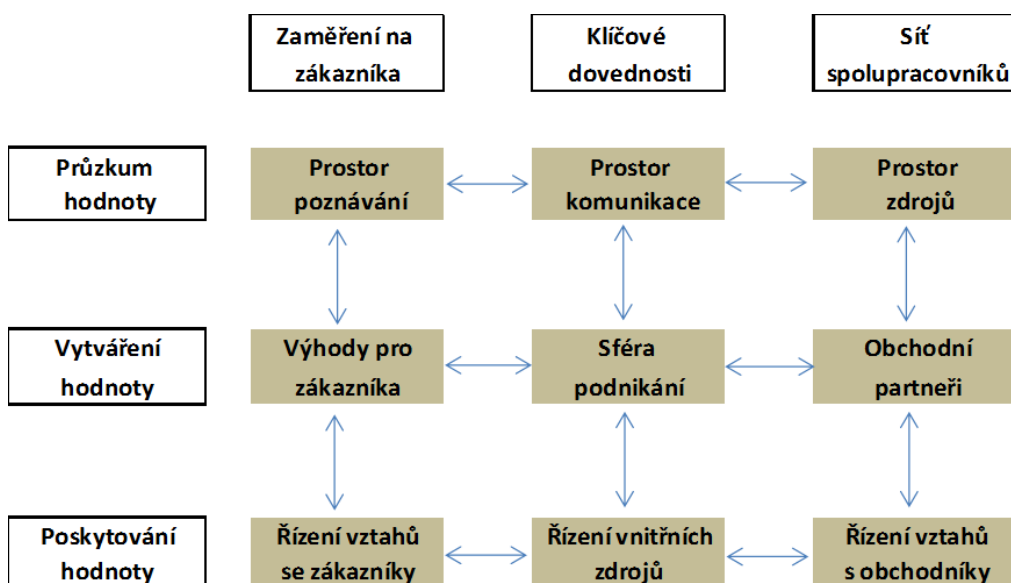 Zaměření na
zákazníka
Klíčové
dovednosti
Síť
spolupracovníků
Průzkum
hodnoty
Prostor
poznávání
Prostor
komunikace
Prostor
zdrojů
Vytváření
hodnoty
Výhody pro
zákazníka
Sféra
podnikání
Obchodní
partneři
Poskytování
hodnoty
Řízení vztahů
se zákazníky
Řízení vnitřních
zdrojů
Řízení vztahů
s obchodníky